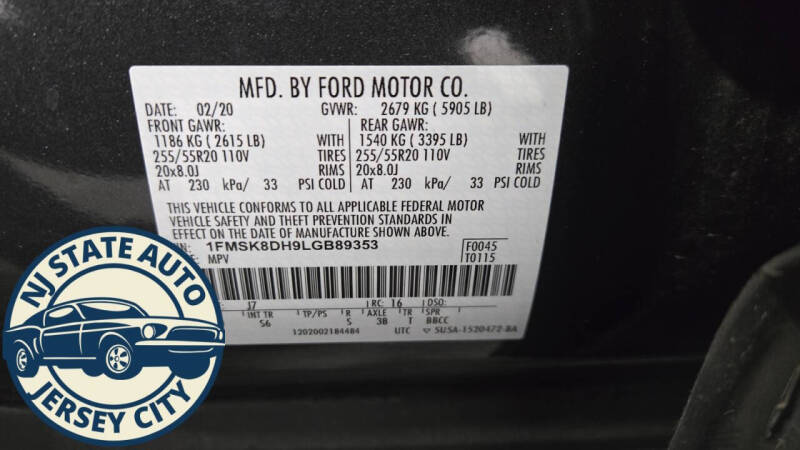 MFD. BY FORD MOTOR CO.
DATE: 02/20 GVWR: 2679 KG ( 5905 LB)
FRONT GAWR: REAR GAWR:
1186 KG ( 2615 LB) WITH 1540 KG ( 3395 LB) WITH
255/55R20 110V TIRES 255/55R20 110V TIRES
20x8.0J RIMS 20x8.0J RIMS
AT 230 kPa/ 33 PSI COLD AT 230 kPa/ 33 PSI COLD
THIS VEHICLE CONFORMS TO ALL APPLICABLE FEDERAL MOTOR
VEHICLE SAFETY AND THEFT PREVENTION STANDARDS IN
EFFECT ON THE DATE OF MANUFACTURE SHOWN ABOVE.
1FMSK8DH9LGB89353 F0045
MPV T0115
J7 RC: 16 DSO:
INT TR TP/PS R AXLE TR SPR
S6 5 3B T BBCC
1202002184484 UTC 5USA-1520472-BA
NJ STATE AUTO
JERSEY CITY